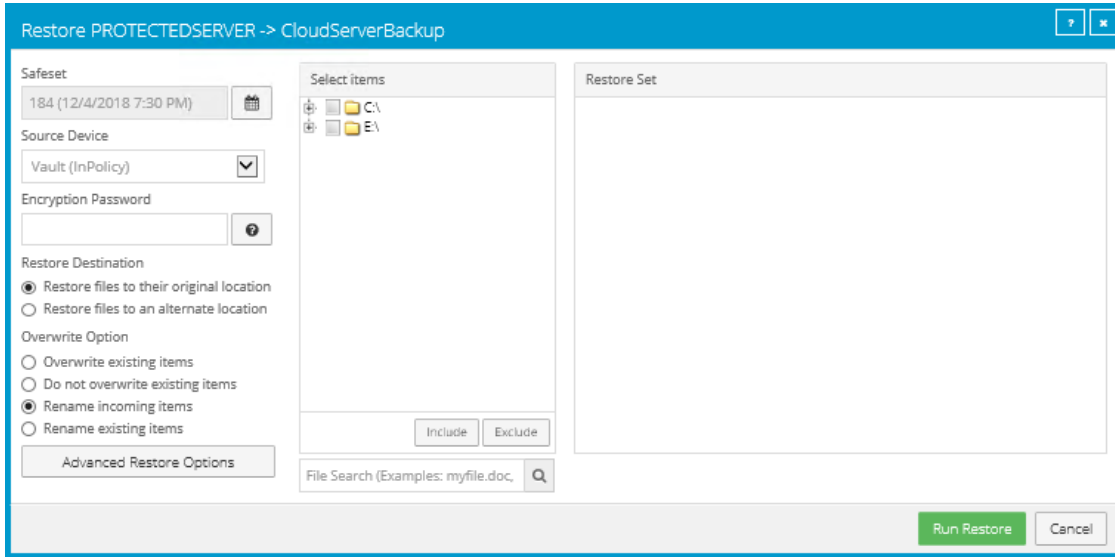 Restore PROTECTEDSERVER -> CloudServerBackup
?
×
Safeset
184 (12/4/2018 7:30 PM)
Source Device
Vault (InPolicy)
Encryption Password
?
Restore Destination
Restore files to their original location
Restore files to an alternate location
Overwrite Option
Overwrite existing items
Do not overwrite existing items
Rename incoming items
Rename existing items
Advanced Restore Options
Select items
C:\
E:\
Include
Exclude
File Search (Examples: myfile.doc,
Restore Set
Run Restore
Cancel